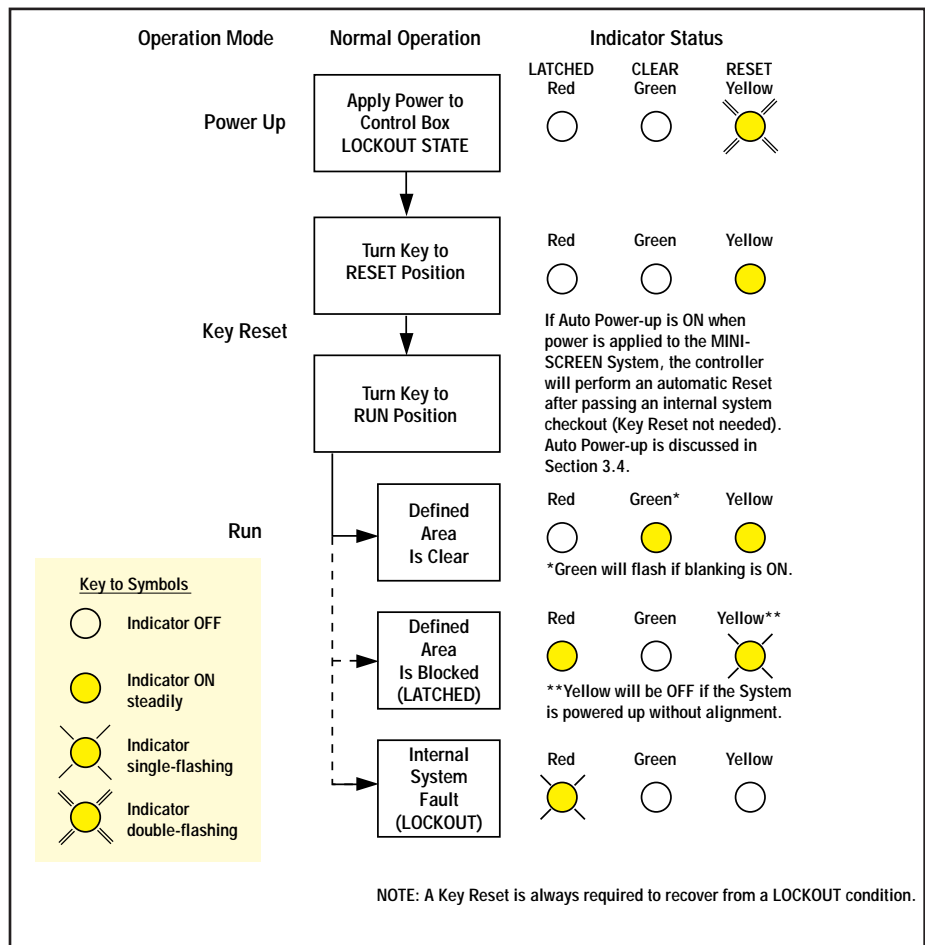 Operation Mode
Normal Operation
Indicator Status
LATCHED
Red
CLEAR
Green
RESET
Yellow
Power Up
Apply Power to
Control Box
LOCKOUT STATE
Turn Key to
RESET Position
Red
Green
Yellow
Key Reset
If Auto Power-up is ON when
power is applied to the MINI-
SCREEN System, the controller
will perform an automatic Reset
after passing an internal system
checkout (Key Reset not needed).
Auto Power-up is discussed in
Section 3.4.
Turn Key to
RUN Position
Run
Defined
Area
Is Clear
Red
Green*
Yellow
*Green will flash if blanking is ON.
Defined
Area
Is Blocked
(LATCHED)
Red
Green
Yellow**
**Yellow will be OFF if the System
is powered up without alignment.
Internal
System
Fault
(LOCKOUT)
Red
Green
Yellow
Key to Symbols
Indicator OFF
Indicator ON
steadily
Indicator
single-flashing
Indicator
double-flashing
NOTE: A Key Reset is always required to recover from a LOCKOUT condition.